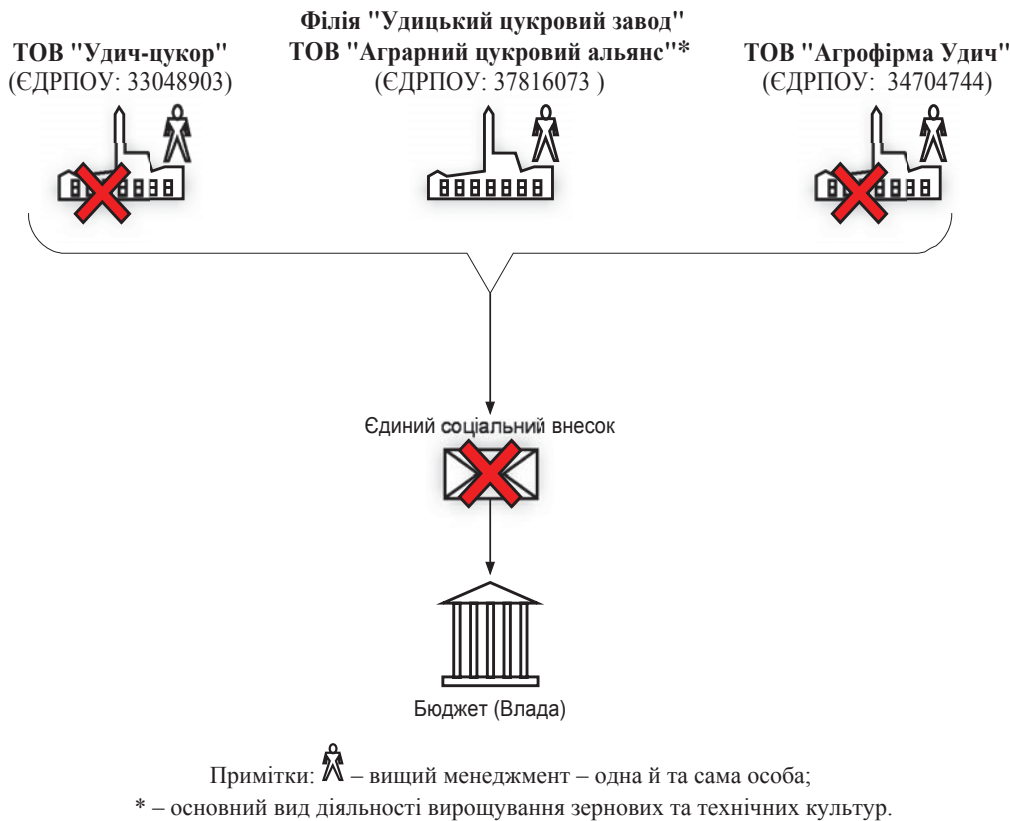 Філія "Удицький цукровий завод"
ТОВ "Удич-цукор"
(ЄДРПОУ: 33048903)
ТОВ "Аграрний цукровий альянс"*
(ЄДРПОУ: 37816073 )
ТОВ "Агрофірма Удич"
(ЄДРПОУ: 34704744)
Єдиний соціальний внесок
Бюджет (Влада)
Примітки: – вищий менеджмент – одна й та сама особа;
* – основний вид діяльності вирощування зернових та технічних культур.